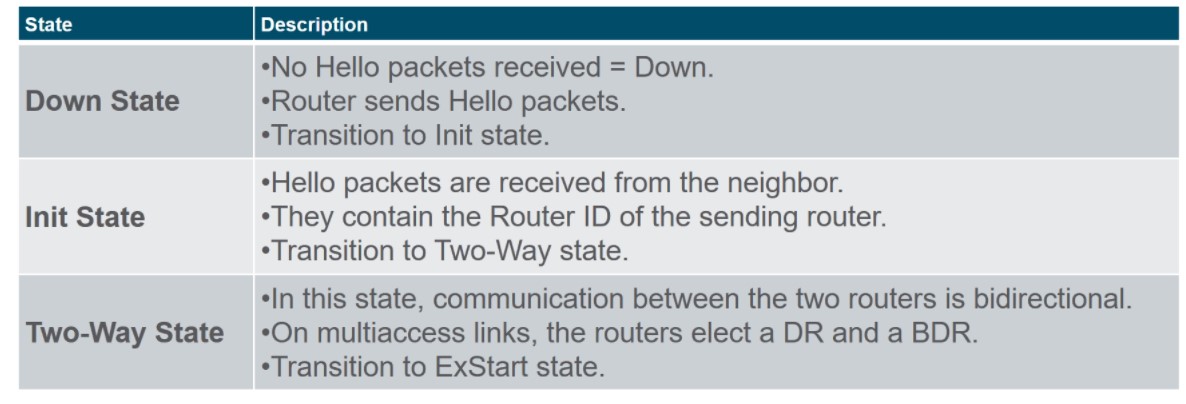 State Description
Down State
•No Hello packets received = Down.
•Router sends Hello packets.
•Transition to Init state.
Init State
•Hello packets are received from the neighbor.
•They contain the Router ID of the sending router.
•Transition to Two-Way state.
Two-Way State
•In this state, communication between the two routers is bidirectional.
•On multiaccess links, the routers elect a DR and a BDR.
•Transition to ExStart state.